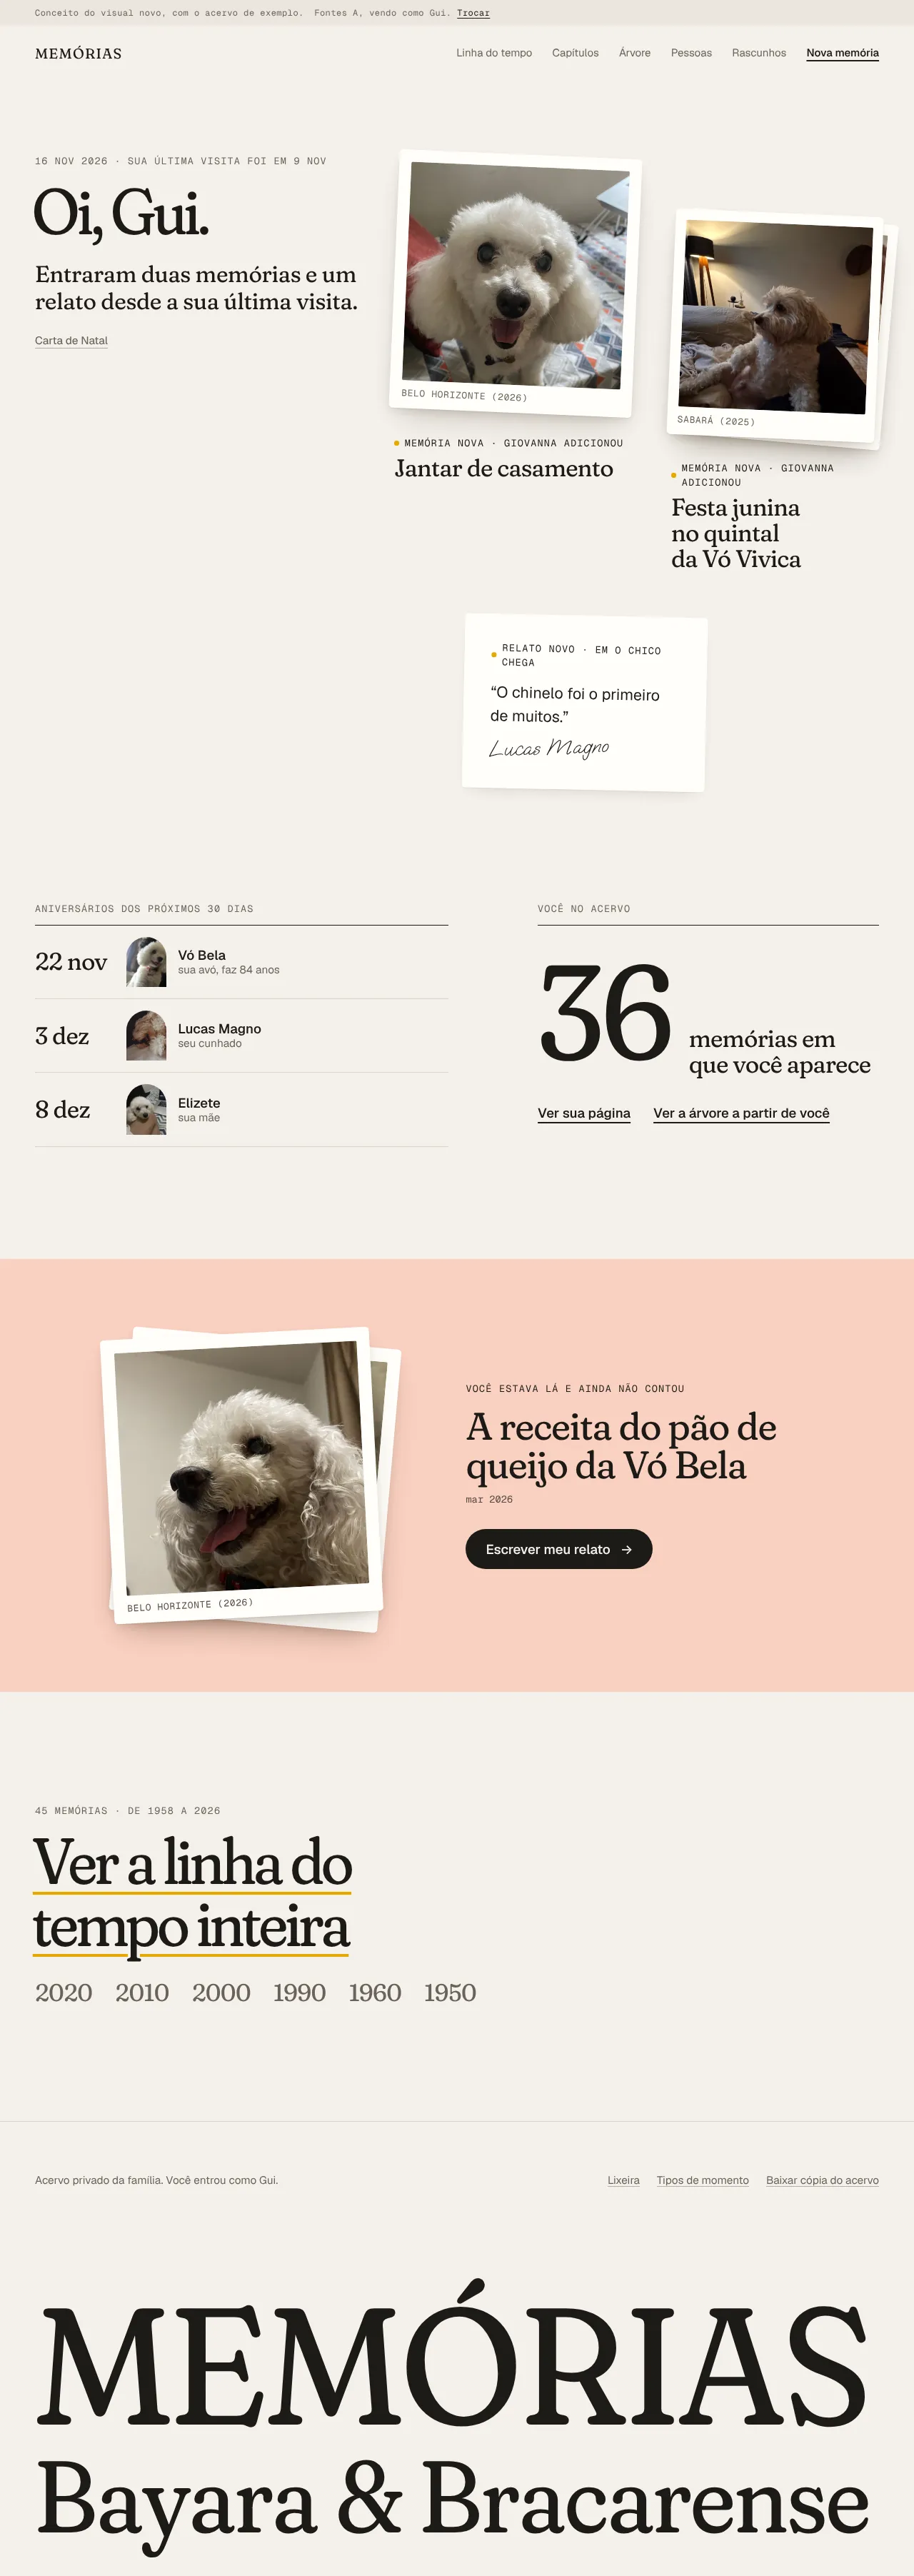 Conceito do visual novo, com o acervo de exemplo. Fontes A, vendo como Gui. Trocar
MEMÓRIAS
Linha do tempo
Capítulos
Árvore
Pessoas
Rascunhos
Nova memória
16 NOV 2026 · SUA ÚLTIMA VISITA FOI EM 9 NOV
Oi, Gui.
Entraram duas memórias e um
relato desde a sua última visita.
Carta de Natal
BELO HORIZONTE (2026)
MEMÓRIA NOVA · GIOVANNA ADICIONOU
Jantar de casamento
SABARÁ (2025)
MEMÓRIA NOVA · GIOVANNA
ADICIONOU
Festa junina
no quintal
da Vó Vivica
RELATO NOVO · EM O CHICO
CHEGA
“O chinelo foi o primeiro
de muitos.”
Lucas Magno
ANIVERSÁRIOS DOS PRÓXIMOS 30 DIAS
22 nov
Vó Bela
sua avó, faz 84 anos
3 dez
Lucas Magno
seu cunhado
8 dez
Elizete
sua mãe
VOCÊ NO ACERVO
36
memórias em
que você aparece
Ver sua página
Ver a árvore a partir de você
BELO HORIZONTE (2026)
VOCÊ ESTAVA LÁ E AINDA NÃO CONTOU
A receita do pão de
queijo da Vó Bela
mar 2026
Escrever meu relato →
45 MEMÓRIAS · DE 1958 A 2026
Ver a linha do
tempo inteira
2020 2010 2000 1990 1960 1950
Acervo privado da família. Você entrou como Gui.
Lixeira
Tipos de momento
Baixar cópia do acervo
MEMÓRIAS
Bayara & Bracarense